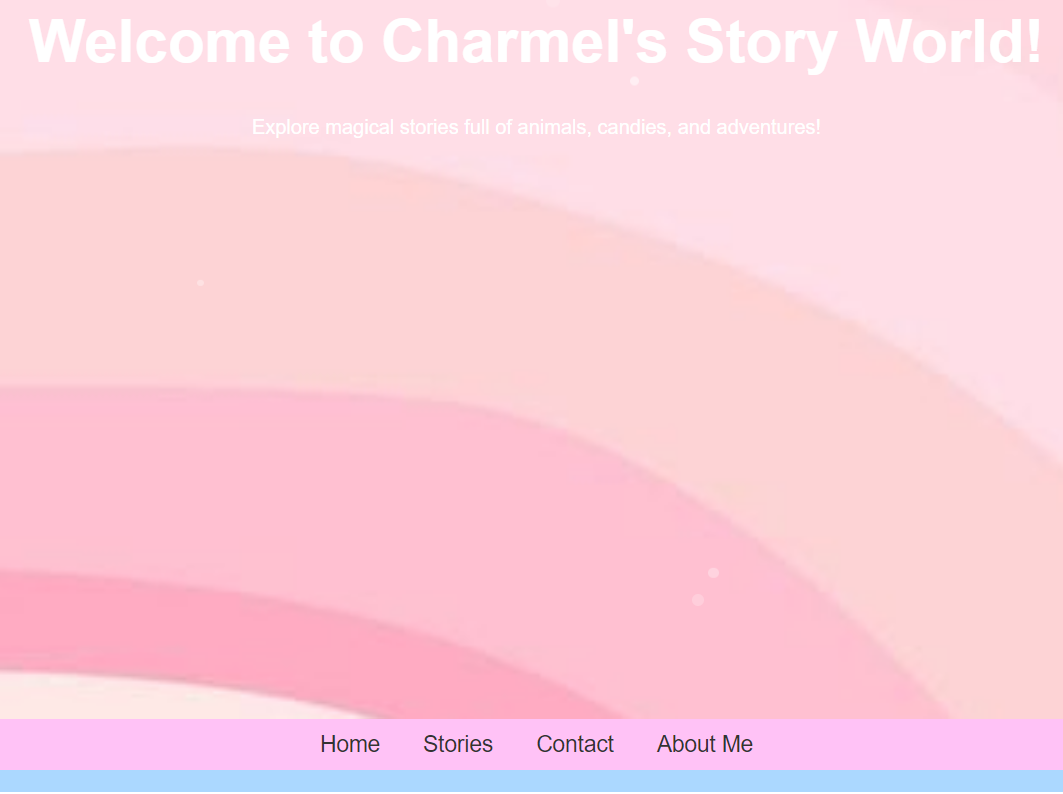 Welcome to Charmel's Story World!
Explore magical stories full of animals, candies, and adventures!
Home Stories Contact About Me